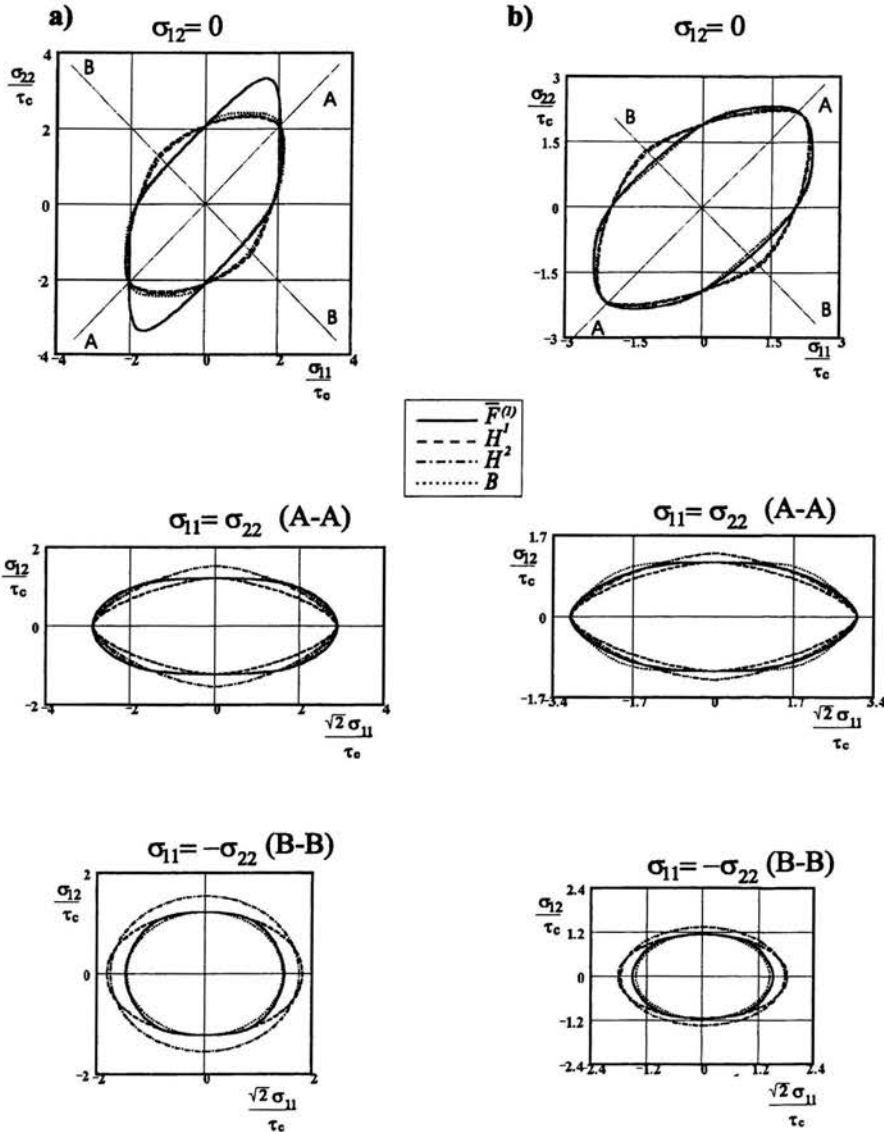 a)
σ₁₂= 0
σ₂₂
τc
4
2
0
−2
−4
−4 −2 0 2 4
B
A
A
B
σ₁₁
τc
b)
σ₁₂= 0
σ₂₂
τc
3
1.5
0
−1.5
−3
−3 −1.5 0 1.5 3
B
A
A
B
σ₁₁
τc
F̅⁽¹⁾
H¹
H²
B
σ₁₁= σ₂₂ (A-A)
σ₁₂
τc
2
0
−2
−4 −2 0 2 4
√2 σ₁₁
τc
σ₁₁= σ₂₂ (A-A)
σ₁₂
τc
1.7
0
−1.7
−3.4 −1.7 0 1.7 3.4
√2 σ₁₁
τc
σ₁₁= −σ₂₂ (B-B)
σ₁₂
τc
2
0
−2
−2 0 2
√2 σ₁₁
τc
σ₁₁= −σ₂₂ (B-B)
σ₁₂
τc
2.4
1.2
0
−1.2
−2.4
−2.4 −1.2 0 1.2 2.4
√2 σ₁₁
τc